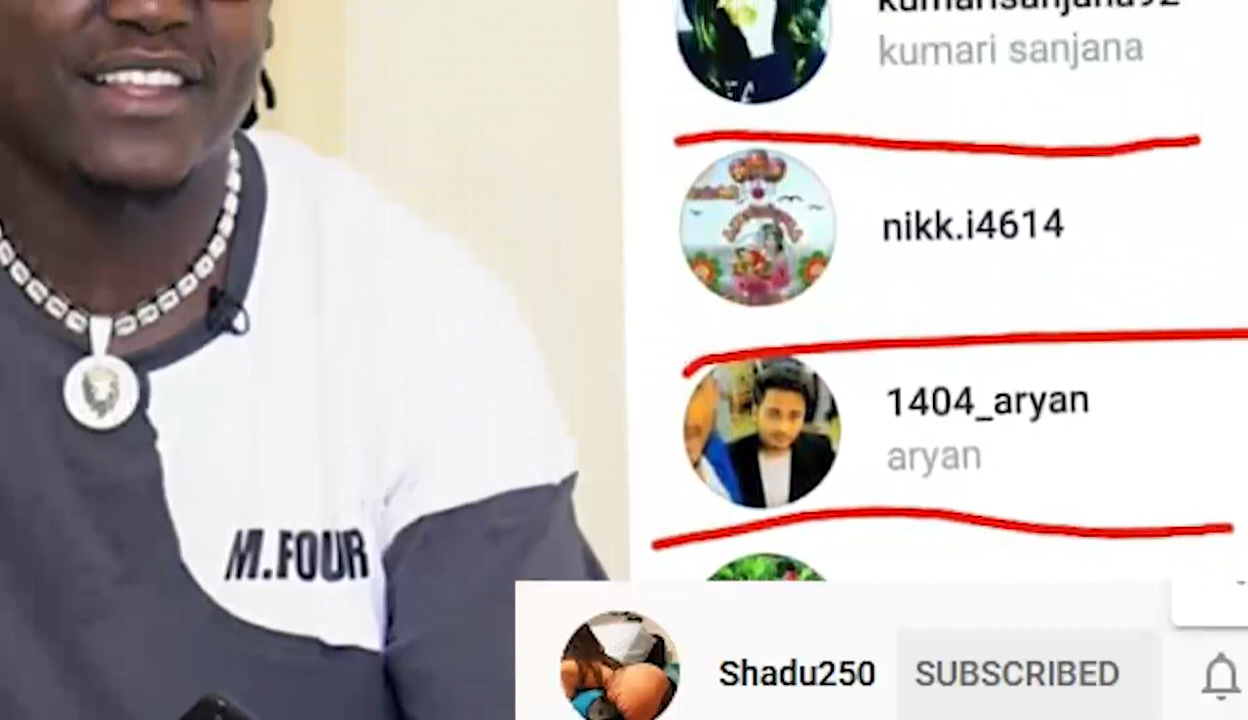 kumari sanjana
nikk.i4614
1404_aryan
aryan
M.FOUR
Shadu250
SUBSCRIBED